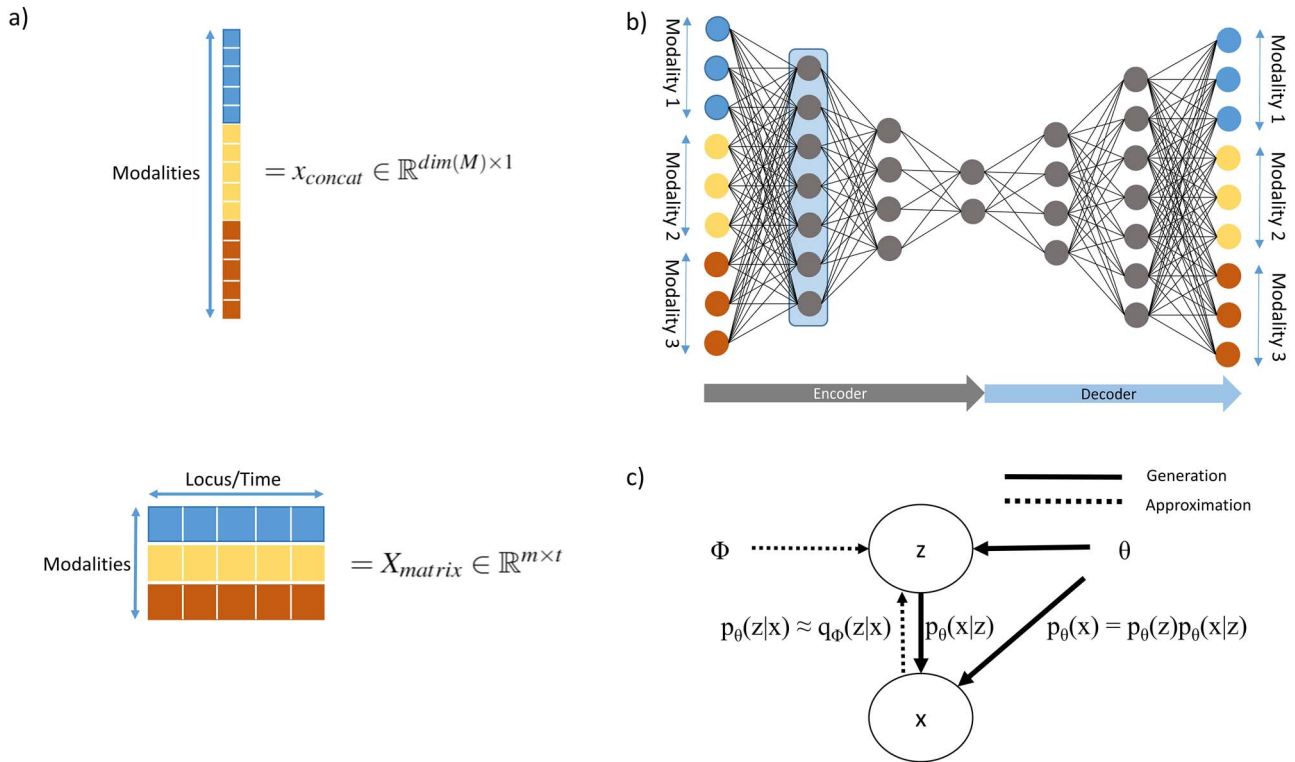 a)
Modalities
= x_concat ∈ ℝ^{dim(M)×1}
Locus/Time
Modalities
= X_matrix ∈ ℝ^{m×t}
b)
Modality 1
Modality 2
Modality 3
Modality 1
Modality 2
Modality 3
Encoder
Decoder
c)
Generation
Approximation
Φ
z
θ
p_θ(z|x) ≈ q_Φ(z|x)
p_θ(x|z)
p_θ(x) = p_θ(z)p_θ(x|z)
x